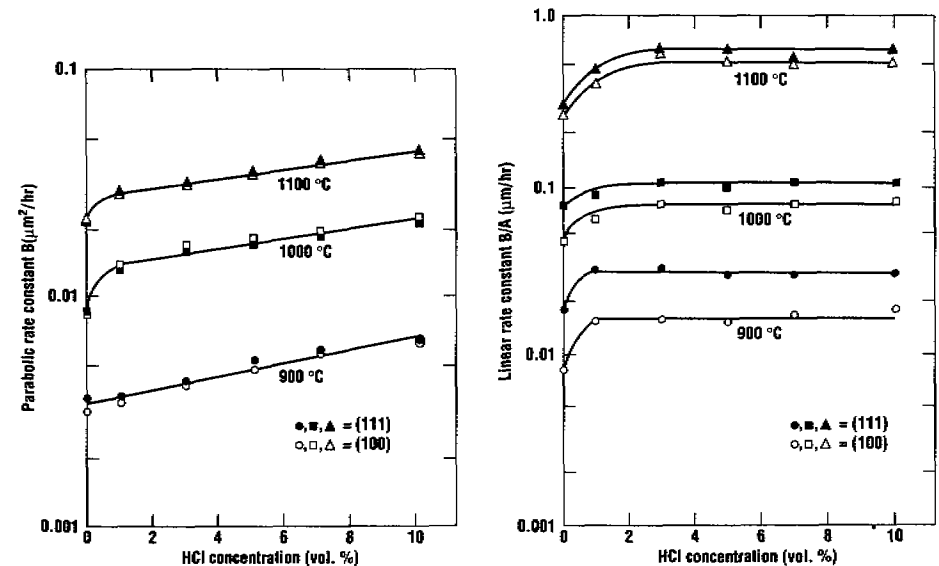 Parabolic rate constant B(μm²/hr)
0.1
0.01
0.001
1100 °C
1000 °C
900 °C
●,■,▲ = (111)
○,□,△ = (100)
0 2 4 6 8 10
HCl concentration (vol. %)
Linear rate constant B/A (μm/hr)
1.0
0.1
0.01
0.001
1100 °C
1000 °C
900 °C
●,■,▲ = (111)
○,□,△ = (100)
0 2 4 6 8 10
HCl concentration (vol. %)